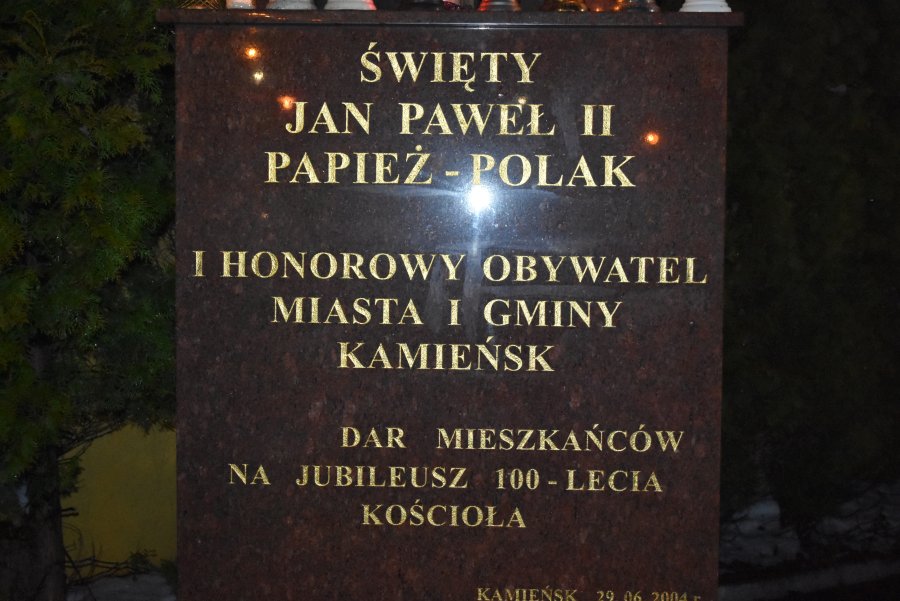 ŚWIĘTY
JAN PAWEŁ II
PAPIEŻ - POLAK
I HONOROWY OBYWATEL
MIASTA I GMINY
KAMIEŃSK
DAR MIESZKAŃCÓW
NA JUBILEUSZ 100 - LECIA
KOŚCIOŁA
KAMIEŃSK 29.06.2004 r.